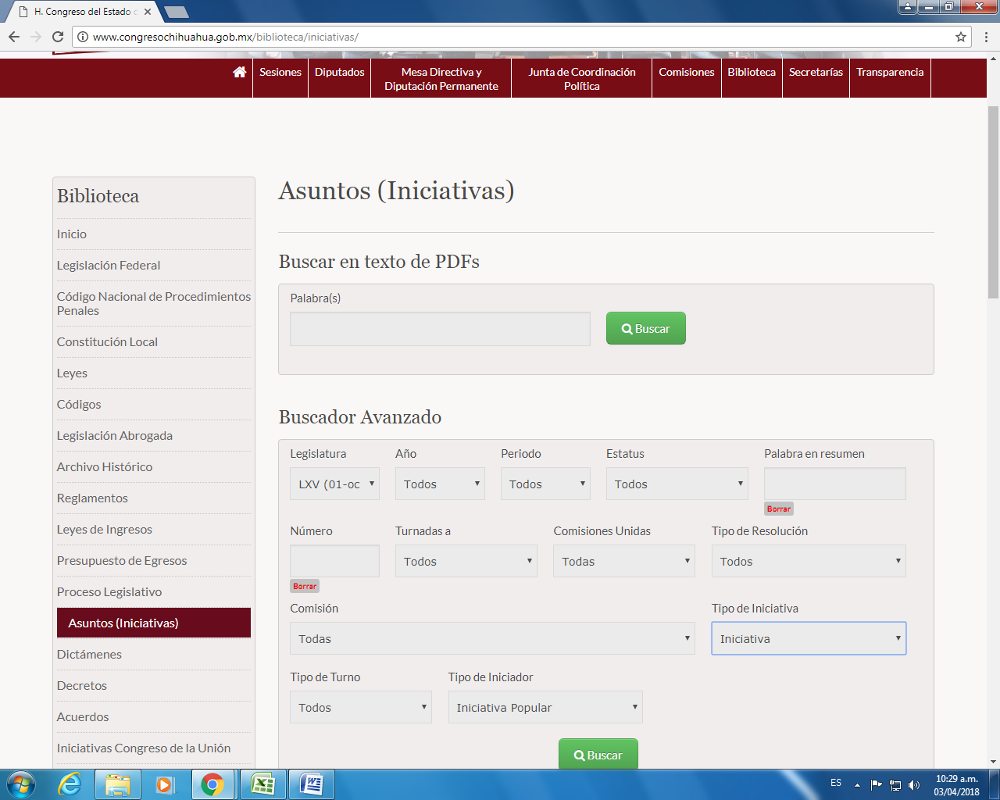 H. Congreso del Estado
www.congresochihuahua.gob.mx/biblioteca/iniciativas/
Sesiones
Diputados
Mesa Directiva y
Diputación Permanente
Junta de Coordinación
Política
Comisiones
Biblioteca
Secretarías
Transparencia
Biblioteca
Inicio
Legislación Federal
Código Nacional de Procedimientos
Penales
Constitución Local
Leyes
Códigos
Legislación Abrogada
Archivo Histórico
Reglamentos
Leyes de Ingresos
Presupuesto de Egresos
Proceso Legislativo
Asuntos (Iniciativas)
Dictámenes
Decretos
Acuerdos
Iniciativas Congreso de la Unión
Asuntos (Iniciativas)
Buscar en texto de PDFs
Palabra(s)
Buscar
Buscador Avanzado
Legislatura Año Periodo Estatus Palabra en resumen
LXV (01-oc Todos Todos Todos
Borrar
Número Turnadas a Comisiones Unidas Tipo de Resolución
Todos Todas Todos
Borrar
Comisión Tipo de Iniciativa
Todas Iniciativa
Tipo de Turno Tipo de Iniciador
Todos Iniciativa Popular
Buscar
ES
10:29 a.m.
03/04/2018